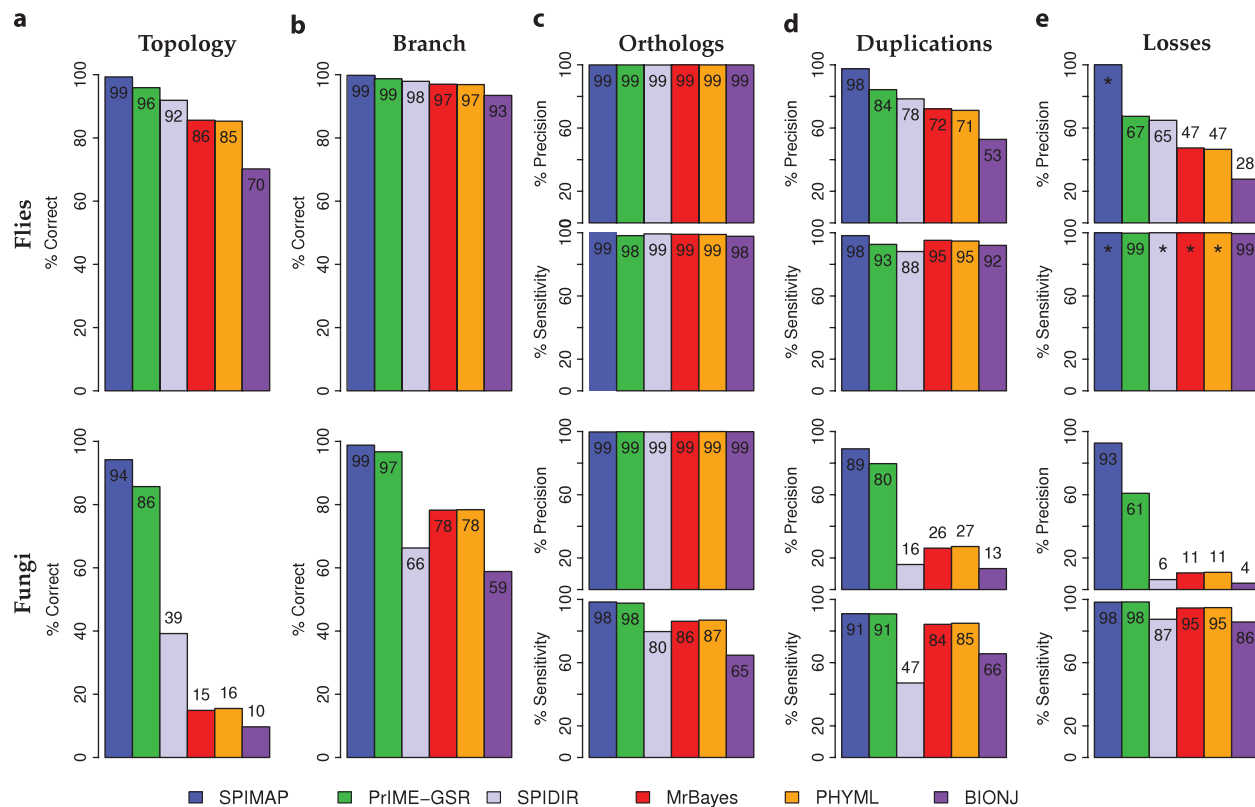 a b c d e
Topology Branch Orthologs Duplications Losses
Flies
% Correct
0 20 40 60 80 100
99 96 92 86 85 70
% Correct
0 20 40 60 80 100
99 99 98 97 97 93
% Precision
0 20 60 100
99 99 99 99 99 99
% Sensitivity
0 60 100
99 98 99 99 99 98
% Precision
0 20 60 100
98 84 78 72 71 53
% Sensitivity
0 60 100
98 93 88 95 95 92
% Precision
0 20 60 100
* 67 65 47 47 28
% Sensitivity
0 60 100
* 99 * * * 99
Fungi
% Correct
0 20 40 60 80 100
94 86 39 15 16 10
% Correct
0 20 40 60 80 100
99 97 66 78 78 59
% Precision
0 20 60 100
99 99 99 99 99 99
% Sensitivity
0 60 100
98 98 80 86 87 65
% Precision
0 20 60 100
89 80 16 26 27 13
% Sensitivity
0 60 100
91 91 47 84 85 66
% Precision
0 20 60 100
93 61 6 11 11 4
% Sensitivity
0 60 100
98 98 87 95 95 86
SPIMAP PrIME−GSR SPIDIR MrBayes PHYML BIONJ